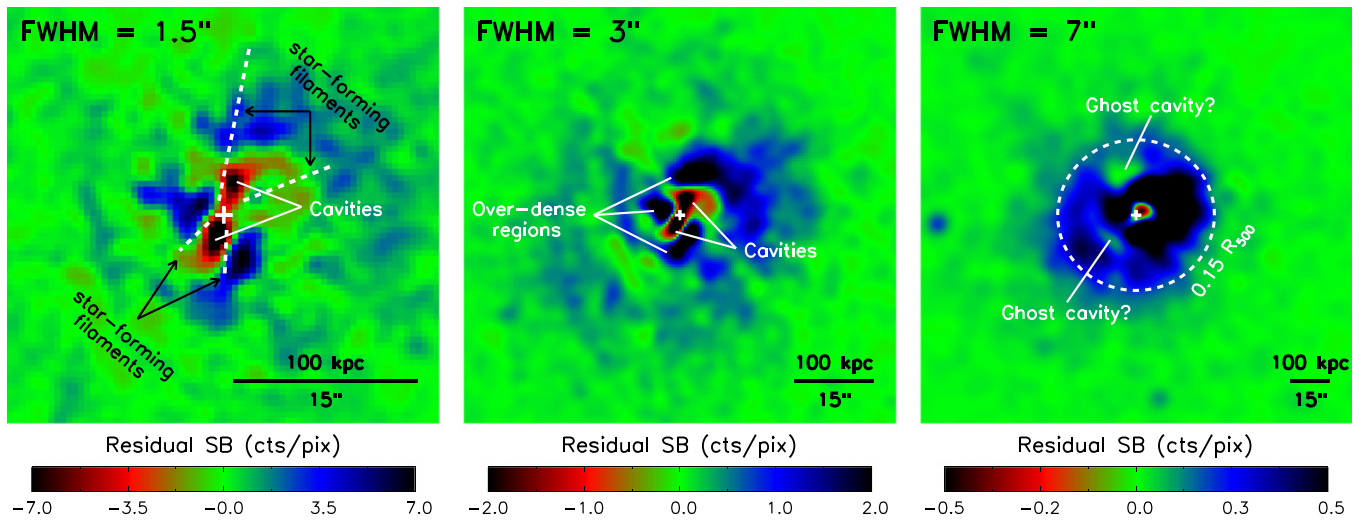 FWHM = 1.5"
star-forming
filaments
Cavities
star-forming
filaments
100 kpc
15"
Residual SB (cts/pix)
-7.0 -3.5 -0.0 3.5 7.0
FWHM = 3"
Over-dense
regions
Cavities
100 kpc
15"
Residual SB (cts/pix)
-2.0 -1.0 0.0 1.0 2.0
FWHM = 7"
Ghost cavity?
Ghost cavity?
0.15 R500
100 kpc
15"
Residual SB (cts/pix)
-0.5 -0.2 0.0 0.3 0.5